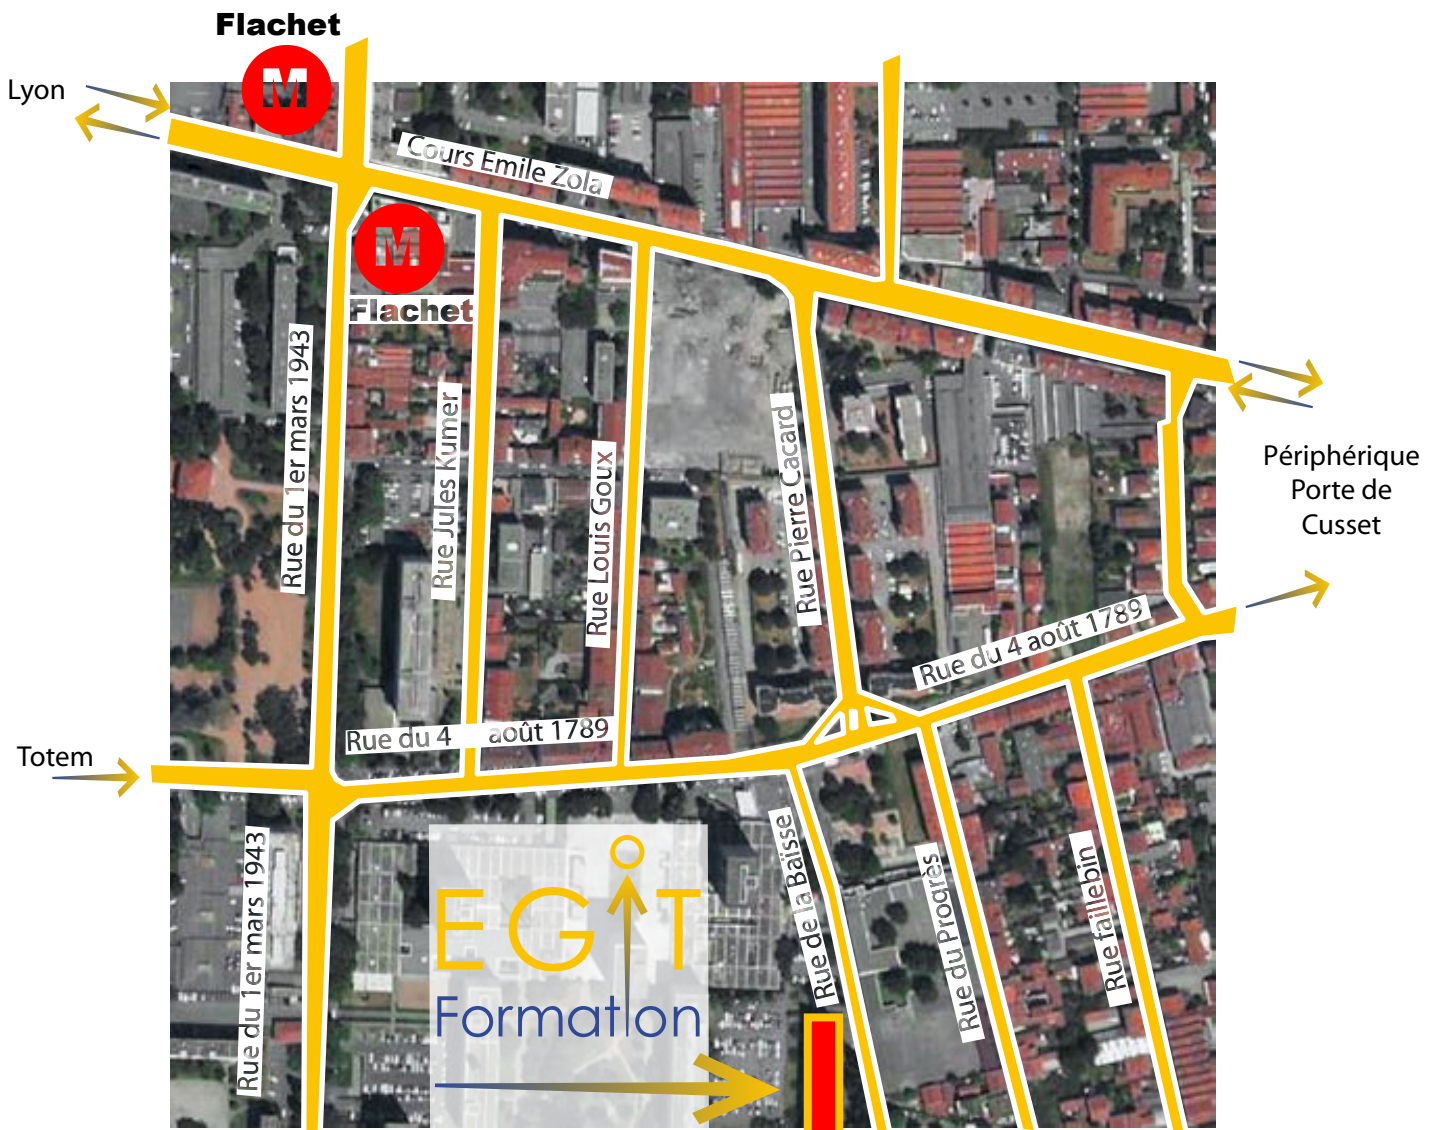 Flachet
M
Lyon
Cours Emile Zola
M
Flachet
Rue du 1er mars 1943
Rue Jules Kumer
Rue Louis Goux
Rue Pierre Cacard
Périphérique
Porte de
Cusset
Rue du 4 août 1789
Rue du 4 août 1789
Totem
Rue du 1er mars 1943
Rue de la Baïsse
Rue du Progrès
Rue faillebin
EGiT
Formation